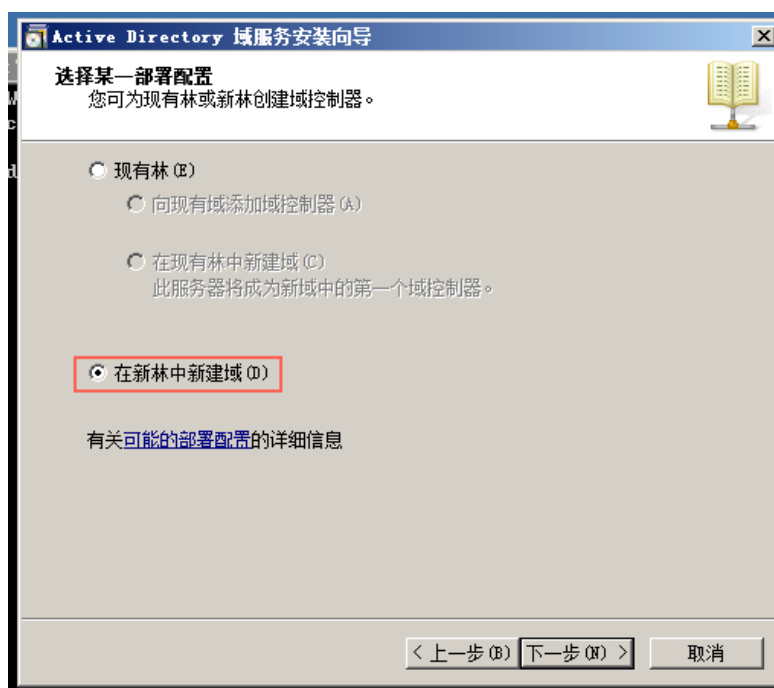 Active Directory 域服务安装向导
选择某一部署配置
您可为现有林或新林创建域控制器。
现有林(E)
向现有域添加域控制器(A)
在现有林中新建域(C)
此服务器将成为新域中的第一个域控制器。
在新林中新建域(D)
有关可能的部署配置的详细信息
< 上一步(B) 下一步(N) > 取消